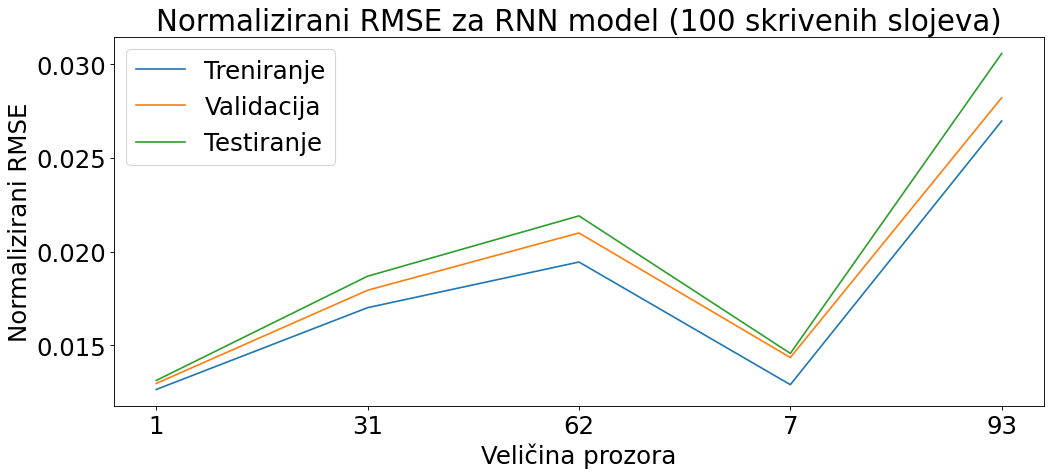 Normalizirani RMSE za RNN model (100 skrivenih slojeva)
Normalizirani RMSE
0.030
0.025
0.020
0.015
Treniranje
Validacija
Testiranje
1 31 62 7 93
Veličina prozora